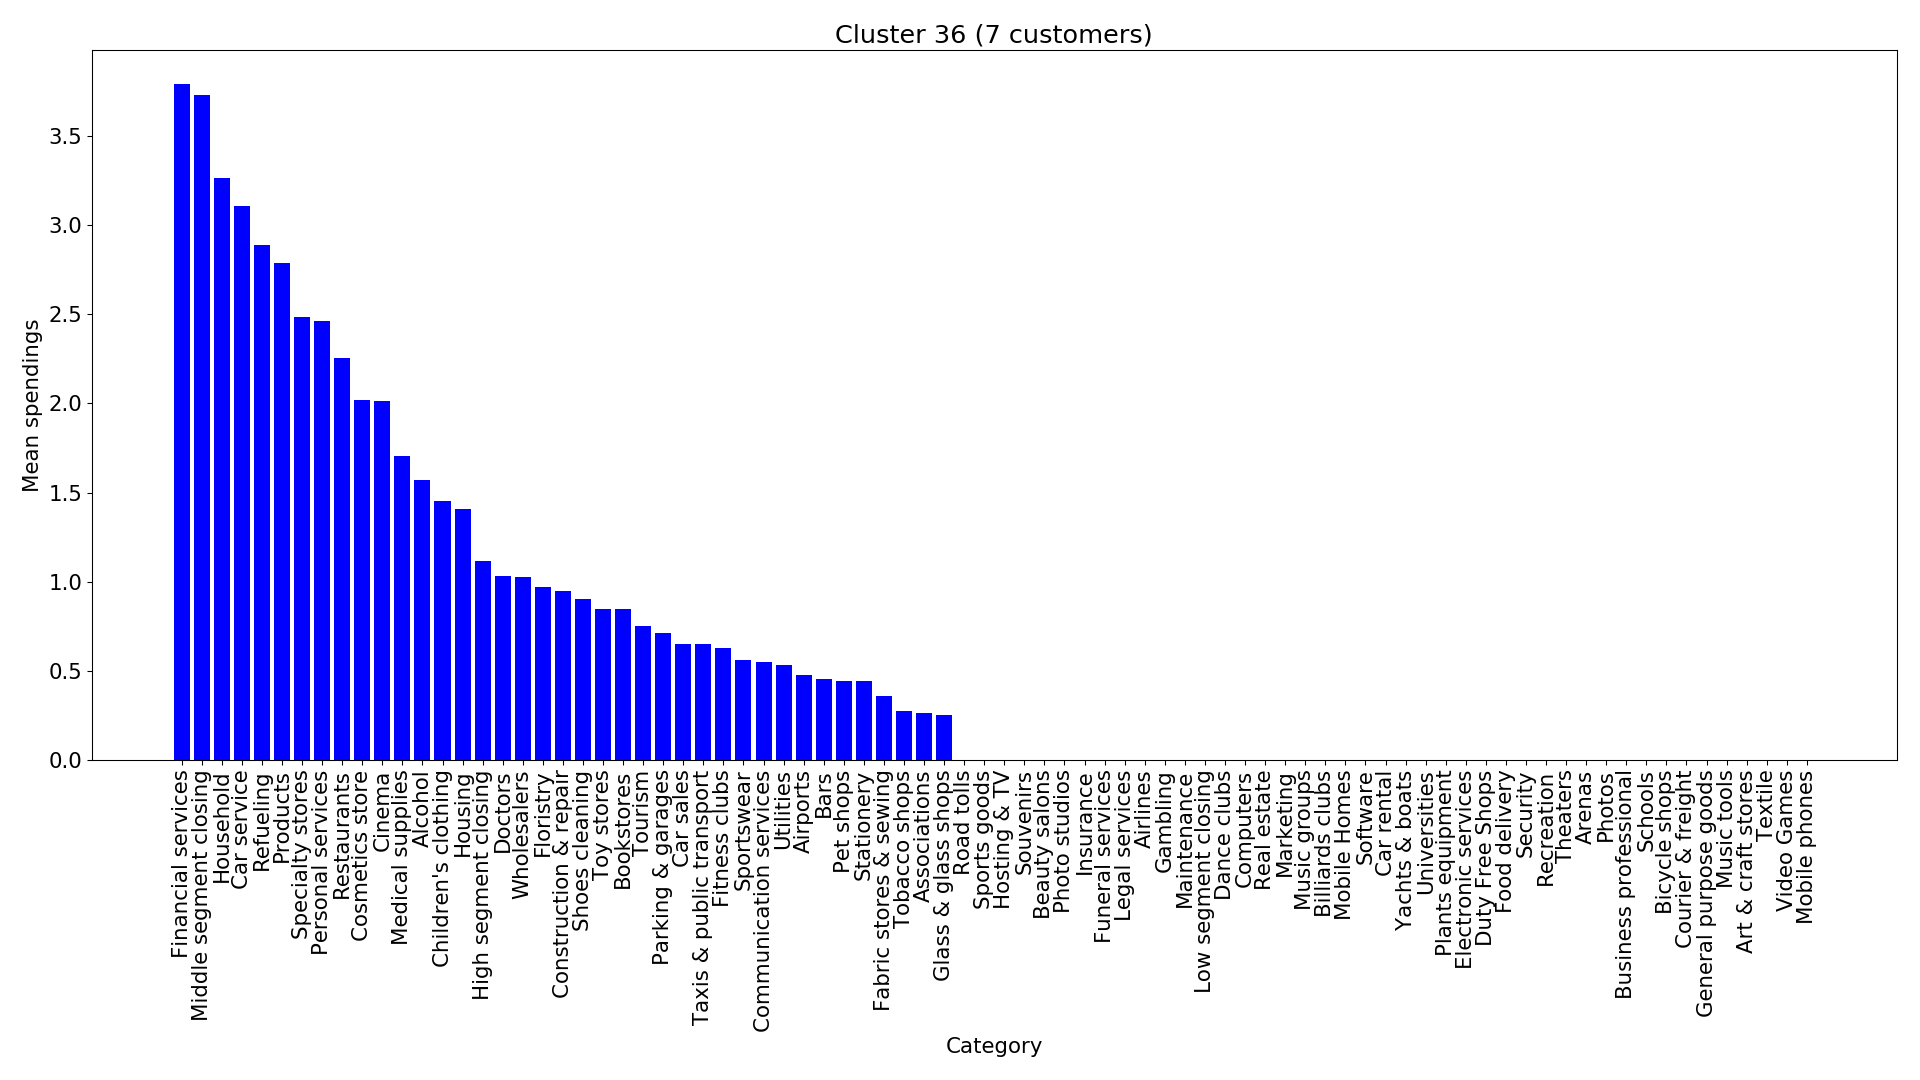 Cluster 36 (7 customers)
Mean spendings
3.5
3.0
2.5
2.0
1.5
1.0
0.5
0.0
Financial services
Middle segment closing
Household
Car service
Refueling
Products
Specialty stores
Personal services
Restaurants
Cosmetics store
Cinema
Medical supplies
Alcohol
Children's clothing
Housing
High segment closing
Doctors
Wholesalers
Floristry
Construction & repair
Shoes cleaning
Toy stores
Bookstores
Tourism
Parking & garages
Car sales
Taxis & public transport
Fitness clubs
Sportswear
Communication services
Utilities
Airports
Bars
Pet shops
Stationery
Fabric stores & sewing
Tobacco shops
Associations
Glass & glass shops
Road tolls
Sports goods
Hosting & TV
Souvenirs
Beauty salons
Photo studios
Insurance
Funeral services
Legal services
Airlines
Gambling
Maintenance
Low segment closing
Dance clubs
Computers
Real estate
Marketing
Music groups
Billiards clubs
Mobile Homes
Software
Car rental
Yachts & boats
Universities
Plants equipment
Electronic services
Duty Free Shops
Food delivery
Security
Recreation
Theaters
Arenas
Photos
Business professional
Schools
Bicycle shops
Courier & freight
General purpose goods
Music tools
Art & craft stores
Textile
Video Games
Mobile phones
Category